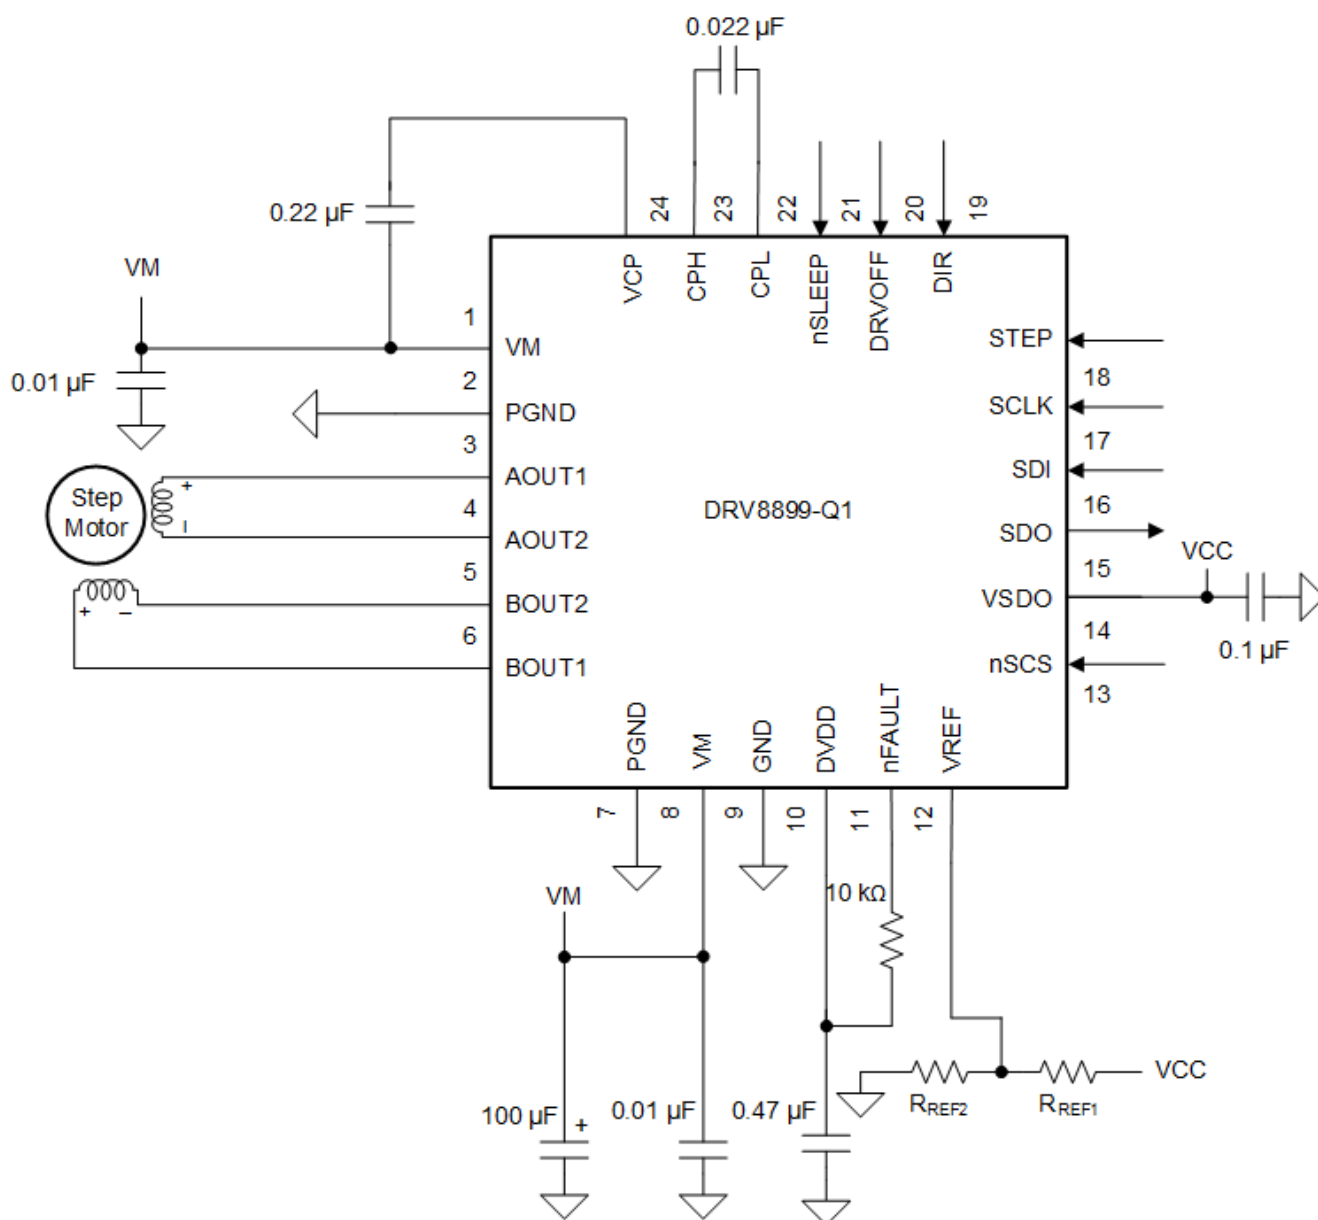 0.022 µF
0.22 µF
24
23
22
21
20
19
VCP
CPH
CPL
nSLEEP
DRVOFF
DIR
VM
1
VM
STEP
0.01 µF
2
18
PGND
SCLK
3
17
AOUT1
SDI
+
Step
Motor
4
DRV8899-Q1
16
–
AOUT2
SDO
VCC
5
15
BOUT2
VSDO
+
–
6
14
0.1 µF
BOUT1
nSCS
13
PGND
VM
GND
DVDD
nFAULT
VREF
7
8
9
10
11
12
VM
10 kΩ
VCC
RREF2
RREF1
100 µF
+
0.01 µF
0.47 µF